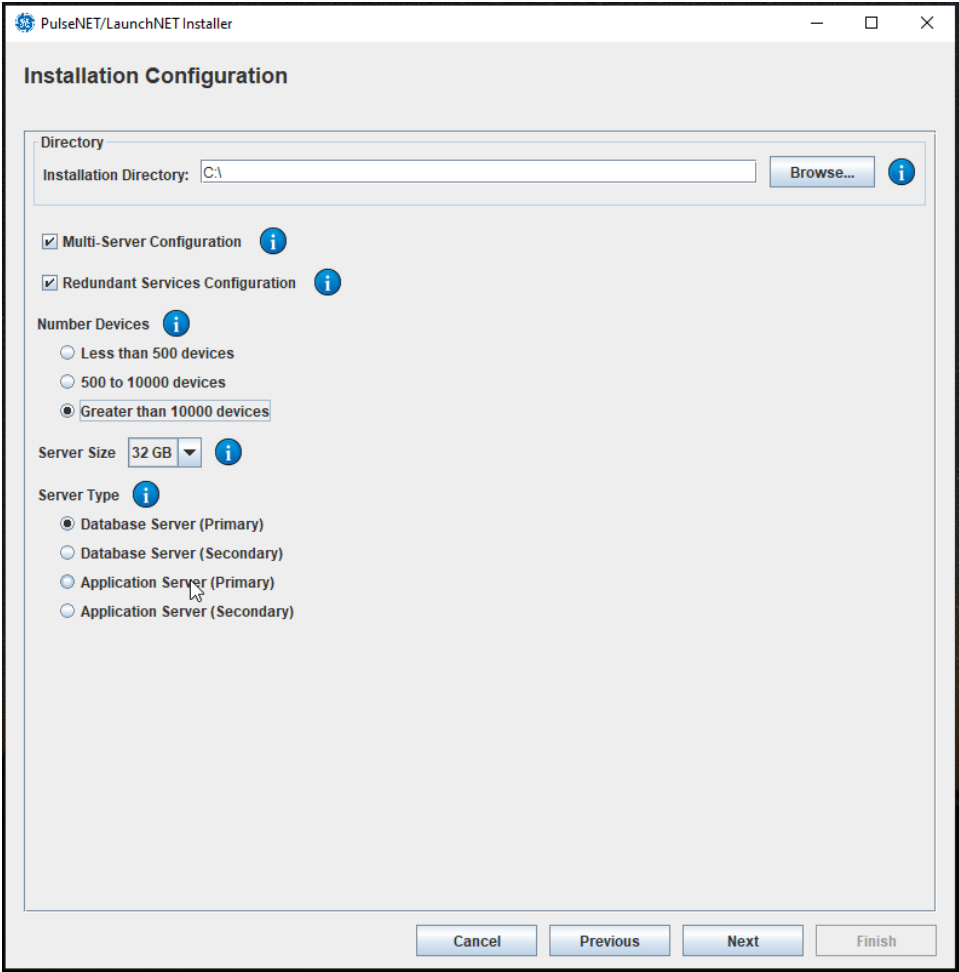 PulseNET/LaunchNET Installer
Installation Configuration
Directory
Installation Directory: C:\ Browse... i
Multi-Server Configuration i
Redundant Services Configuration i
Number Devices i
Less than 500 devices
500 to 10000 devices
Greater than 10000 devices
Server Size 32 GB i
Server Type i
Database Server (Primary)
Database Server (Secondary)
Application Server (Primary)
Application Server (Secondary)
Cancel Previous Next Finish